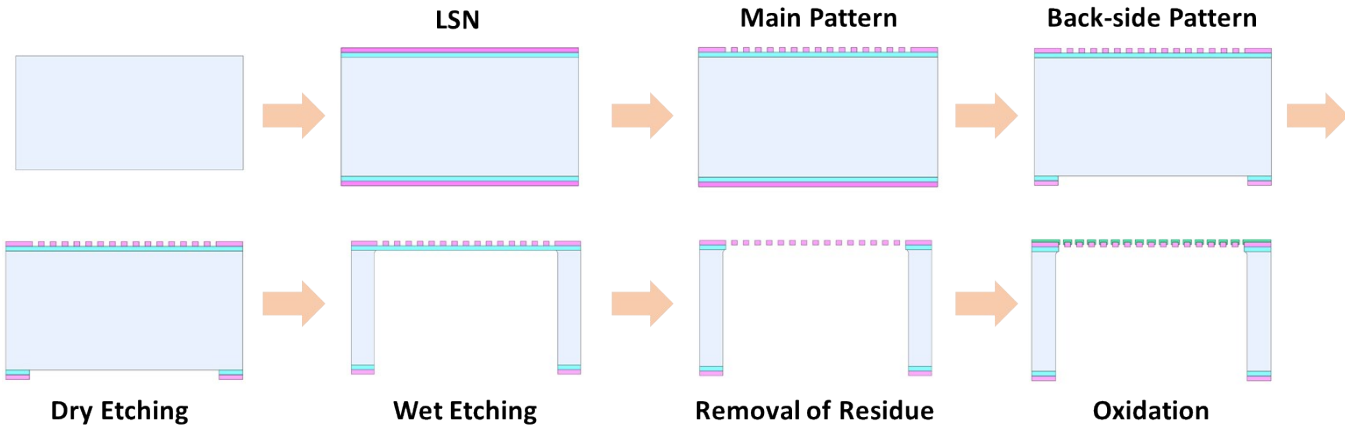 LSN
Main Pattern
Back-side Pattern
Dry Etching
Wet Etching
Removal of Residue
Oxidation